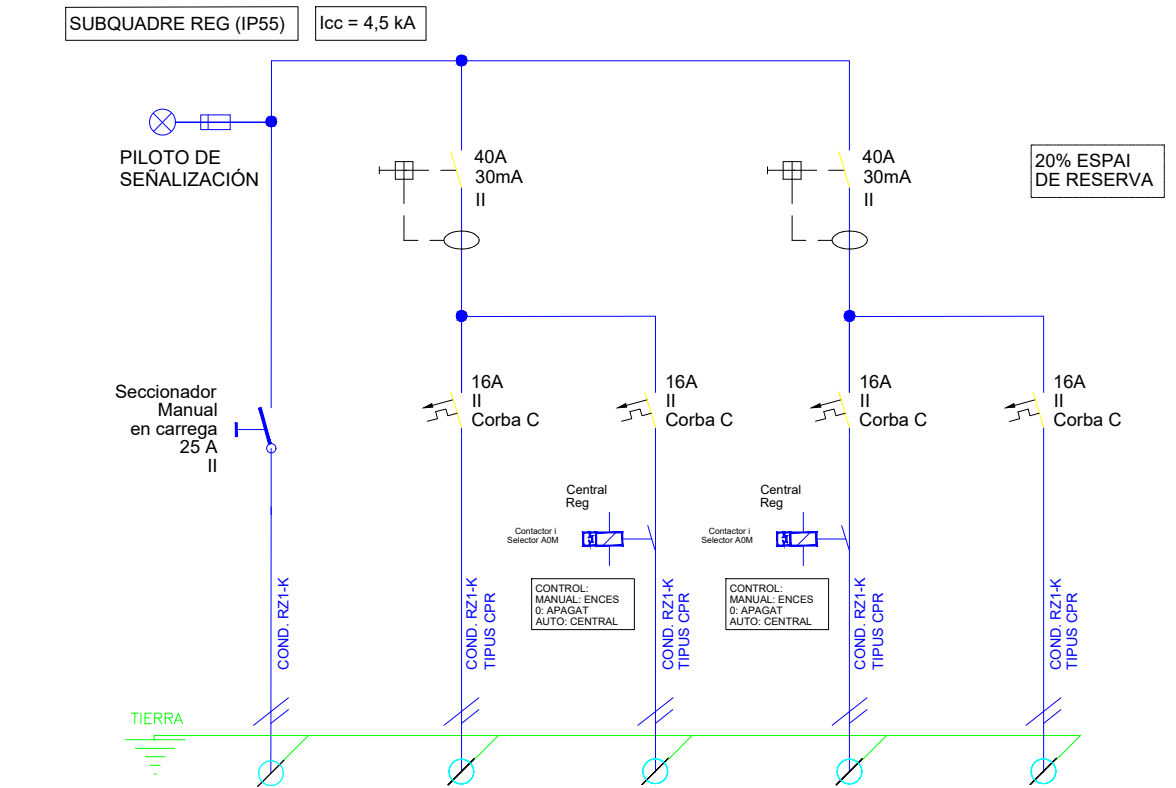 SUBQUADRE REG (IP55)
Icc = 4,5 kA
PILOTO DE
SEÑALIZACIÓN
40A
30mA
II
40A
30mA
II
20% ESPAI
DE RESERVA
Seccionador
Manual
en carrega
25 A
II
16A
II
Corba C
16A
II
Corba C
16A
II
Corba C
16A
II
Corba C
Central
Reg
Contactor i
Selector A0M
Central
Reg
Contactor i
Selector A0M
CONTROL:
MANUAL: ENCES
0: APAGAT
AUTO: CENTRAL
CONTROL:
MANUAL: ENCES
0: APAGAT
AUTO: CENTRAL
COND. RZ1-K
COND. RZ1-K
TIPUS CPR
COND. RZ1-K
TIPUS CPR
COND. RZ1-K
TIPUS CPR
COND. RZ1-K
TIPUS CPR
TIERRA